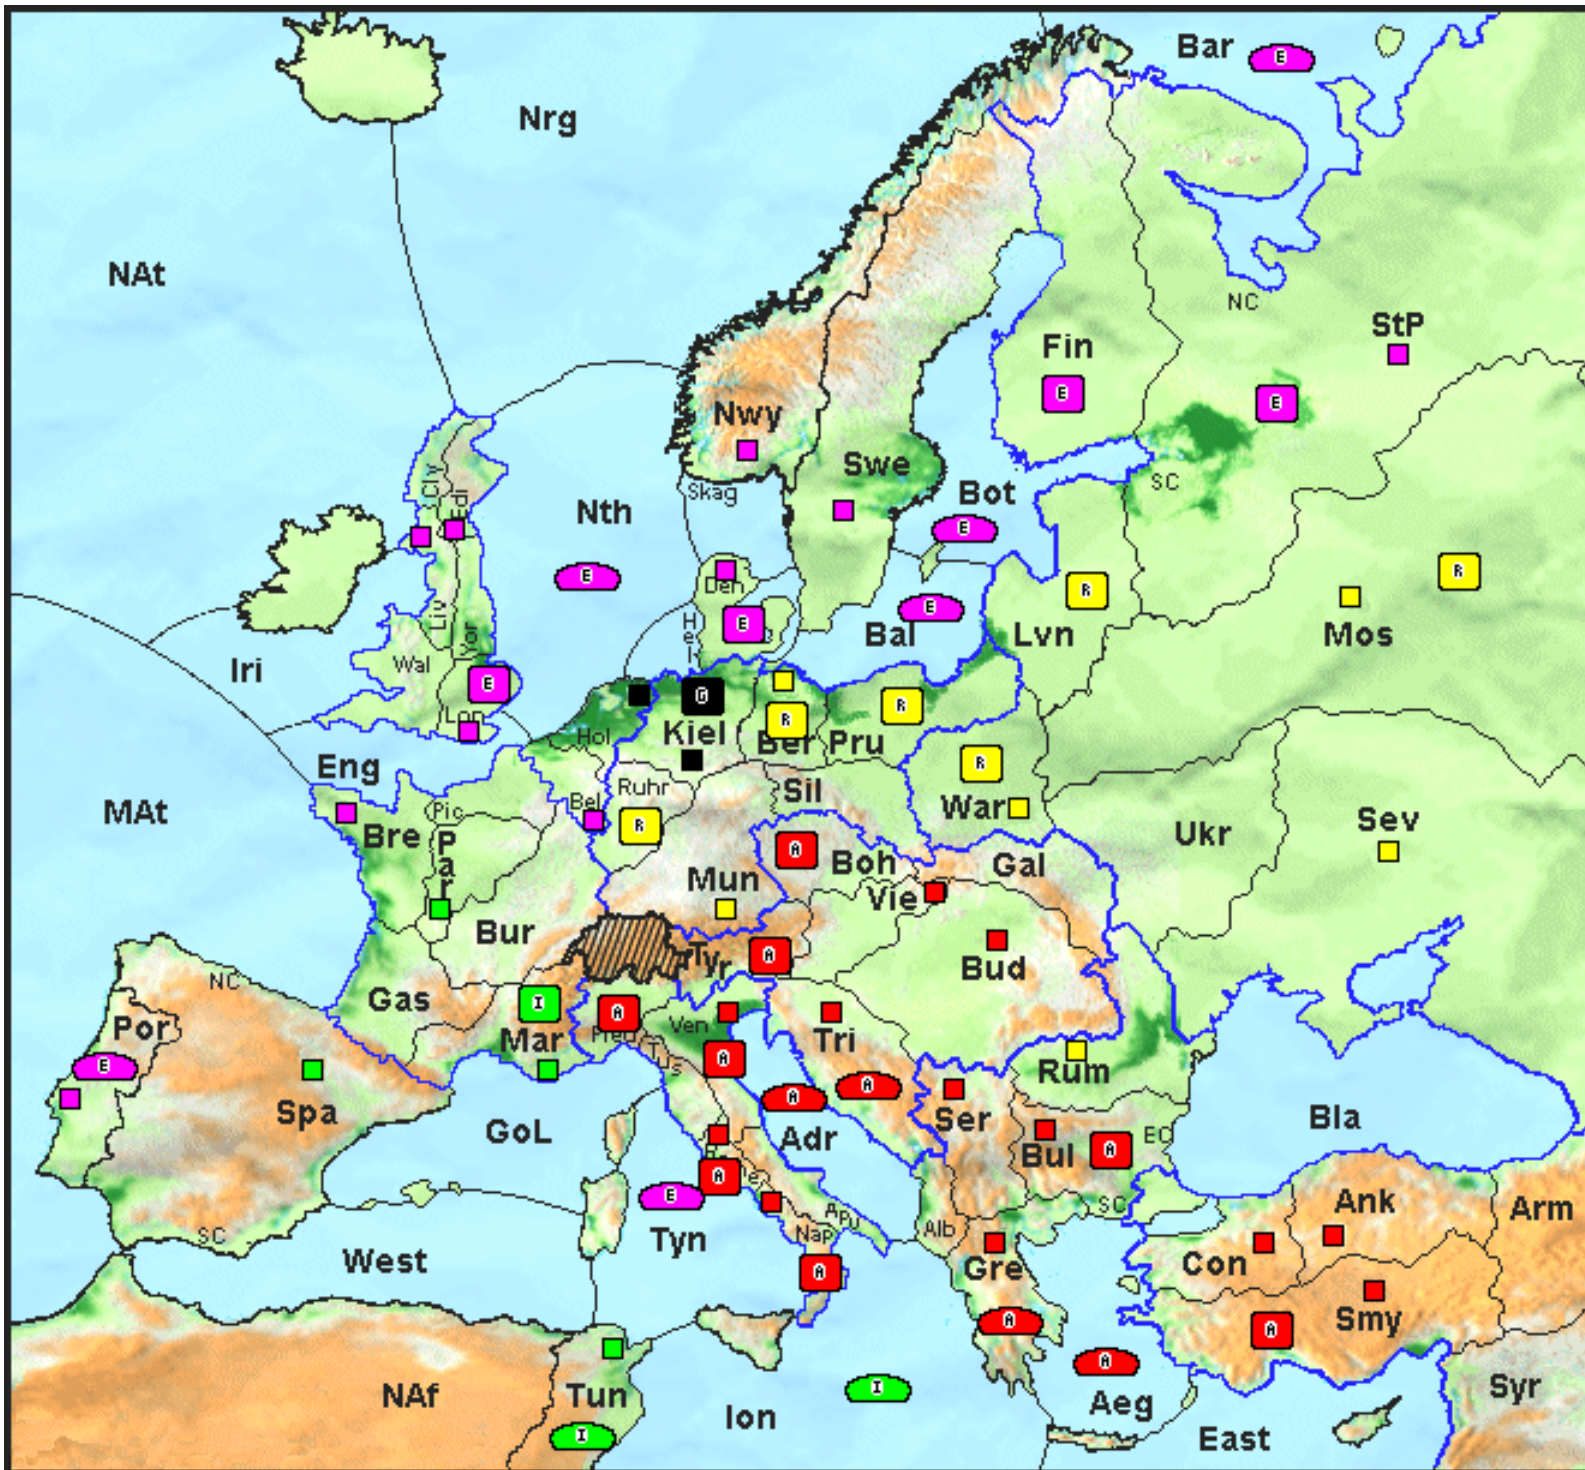 Bar
E
Nrg
NAt
NC
StP
Fin
E
E
Nwy
Swe
Cly
Edi
Skag
Bot
SC
Nth
E
E
Den
E
Hel
Bal
E
Lvn
R
R
Mos
Iri
Wal
Liv
Yor
E
Lon
G
Kiel
R
Ber
R
Pru
Hol
Eng
Ruhr
Sil
R
War
MAt
Bre
Pic
Par
Bel
R
A
Boh
Gal
Ukr
Sev
Mun
Vie
Bur
Tyr
A
Bud
NC
Gas
I
Mar
A
Pied
Ven
Tri
Por
E
Tus
A
A
A
Rum
Spa
GoL
Adr
Ser
Bul
A
EC
Bla
A
E
SC
Tyn
West
Apu
Nap
Alb
SC
Ank
Arm
Con
Gre
A
A
Smy
A
NAf
Tun
I
Ion
I
A
Aeg
East
Syr